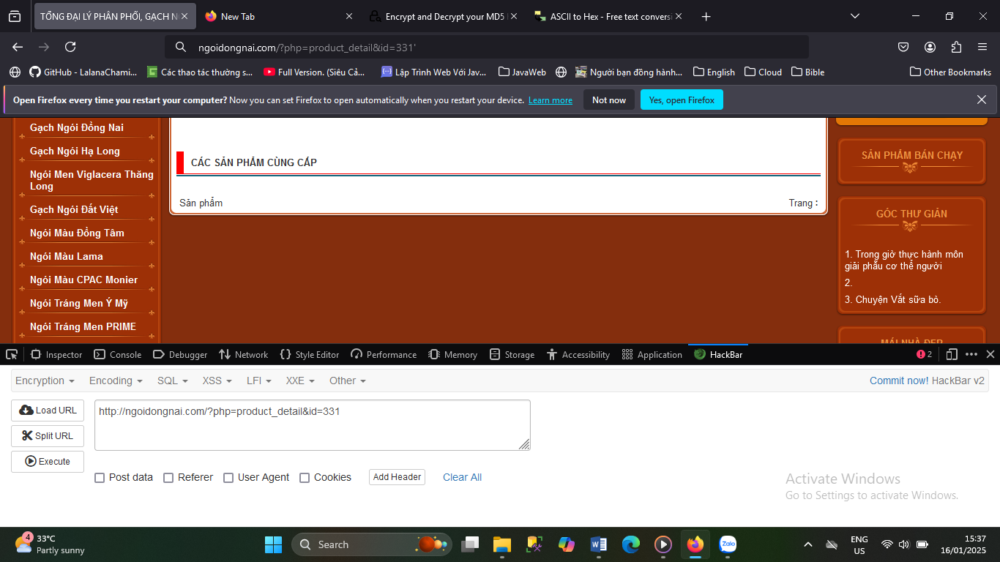 TỔNG ĐẠI LÝ PHÂN PHỐI, GẠCH N
New Tab
Encrypt and Decrypt your MD5
ASCII to Hex - Free text convers
ngoidongnai.com/?php=product_detail&id=331'
GitHub - LalanaChami...
Các thao tác thường s...
Full Version. (Siêu Cả...
Lập Trình Web Với Jav...
JavaWeb
Người bạn đồng hành...
English
Cloud
Bible
Other Bookmarks
Open Firefox every time you restart your computer? Now you can set Firefox to open automatically when you restart your device. Learn more
Not now
Yes, open Firefox
Gạch Ngói Đồng Nai
Gạch Ngói Hạ Long
Ngói Men Viglacera Thăng
Long
Gạch Ngói Đất Việt
Ngói Màu Đồng Tâm
Ngói Màu Lama
Ngói Màu CPAC Monier
Ngói Tráng Men Ý Mỹ
Ngói Tráng Men PRIME
CÁC SẢN PHẨM CÙNG CẤP
Sản phẩm
Trang :
SẢN PHẨM BÁN CHẠY
GÓC THƯ GIÃN
1. Trong giờ thực hành môn
giải phẫu cơ thể người
2.
3. Chuyện Vắt sữa bò.
MÁI NHÀ ĐẸP
Inspector
Console
Debugger
Network
Style Editor
Performance
Memory
Storage
Accessibility
Application
HackBar
2
Encryption
Encoding
SQL
XSS
LFI
XXE
Other
Commit now! HackBar v2
Load URL
Split URL
Execute
http://ngoidongnai.com/?php=product_detail&id=331
Post data
Referer
User Agent
Cookies
Add Header
Clear All
Activate Windows
Go to Settings to activate Windows.
4
33°C
Partly sunny
Search
Zalo
ENG
US
15:37
16/01/2025